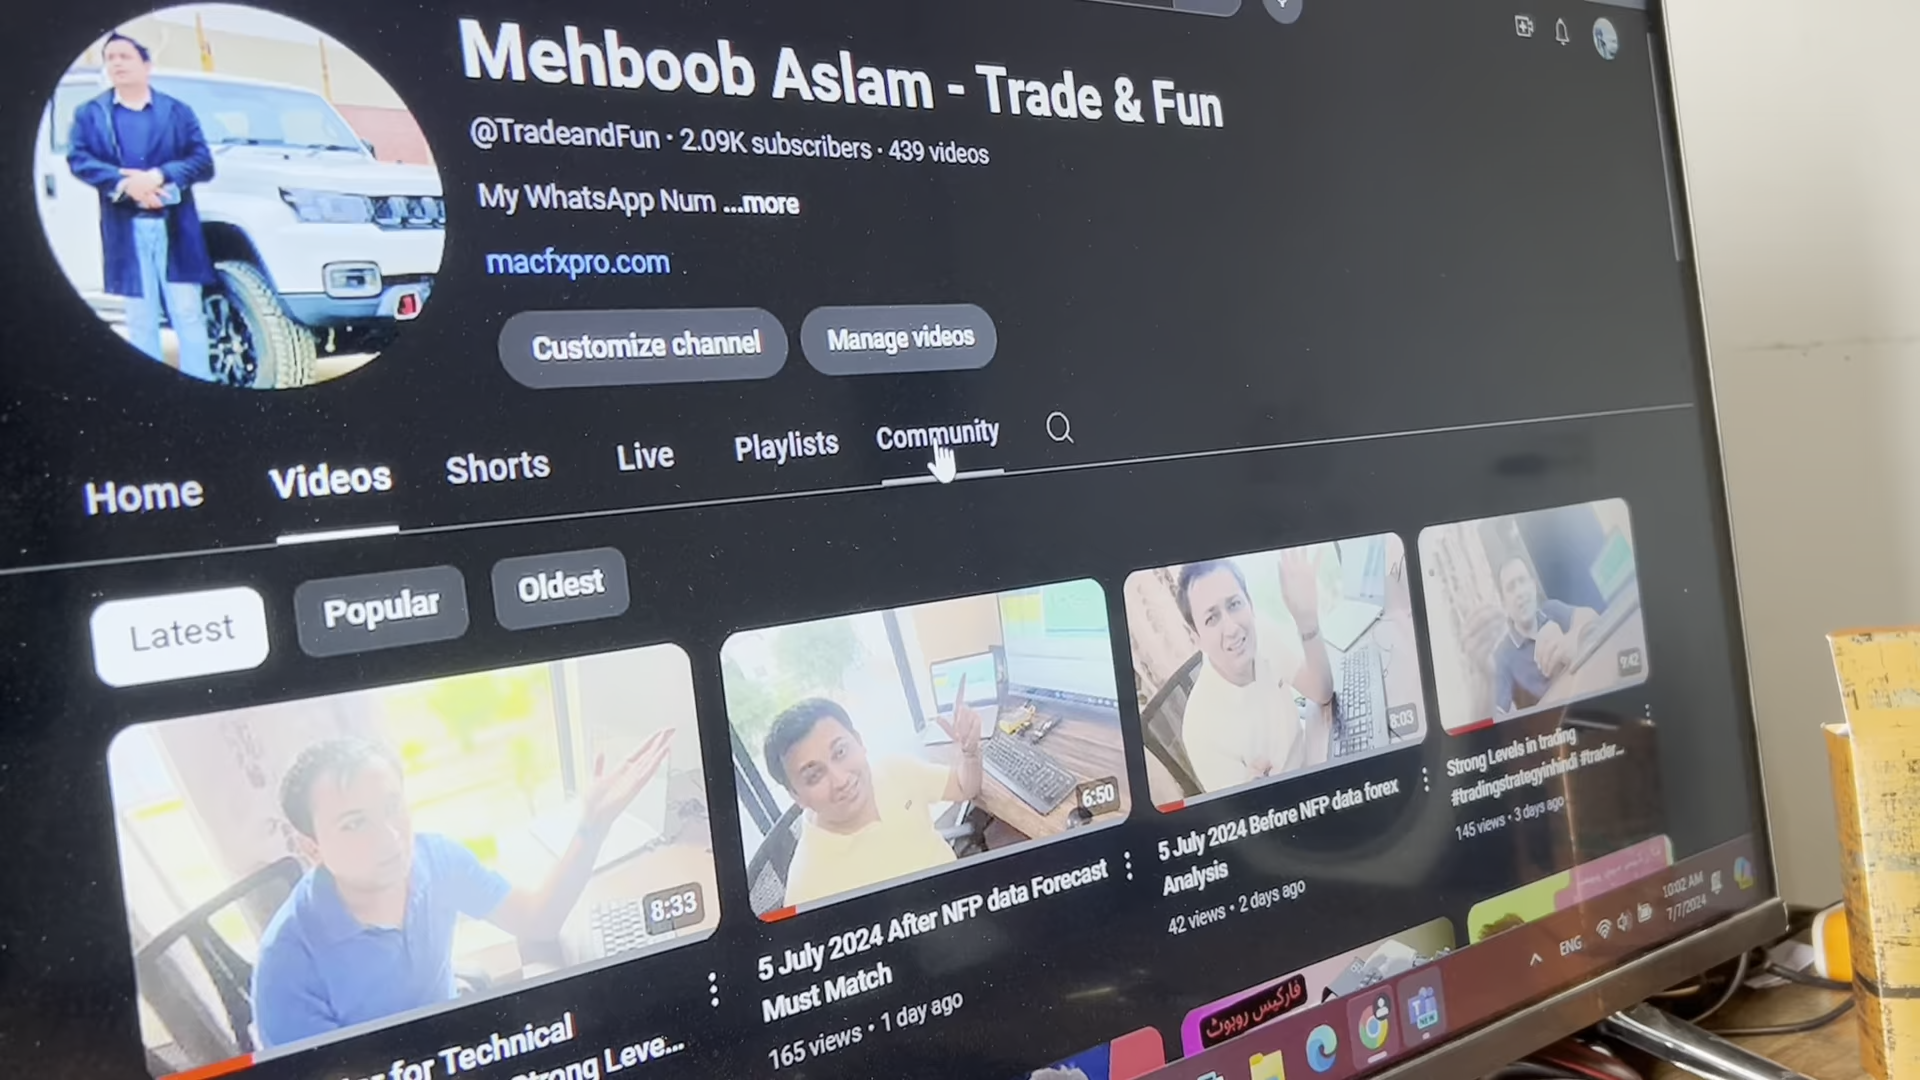 Mehboob Aslam - Trade & Fun
@TradeandFun · 2.09K subscribers · 439 videos
My WhatsApp Num ...more
macfxpro.com
Customize channel
Manage videos
Home
Videos
Shorts
Live
Playlists
Community
Latest
Popular
Oldest
8:33
for Technical
Leve...
6:50
5 July 2024 After NFP data Forecast
Must Match
165 views • 1 day ago
8:03
5 July 2024 Before NFP data forex
Analysis
42 views • 2 days ago
9:42
Strong Levels in trading
#tradingstrategyinhindi #trader...
145 views • 3 days ago
فارکیس روبوٹ
ENG
10:02 AM
7/7/2024
NEW